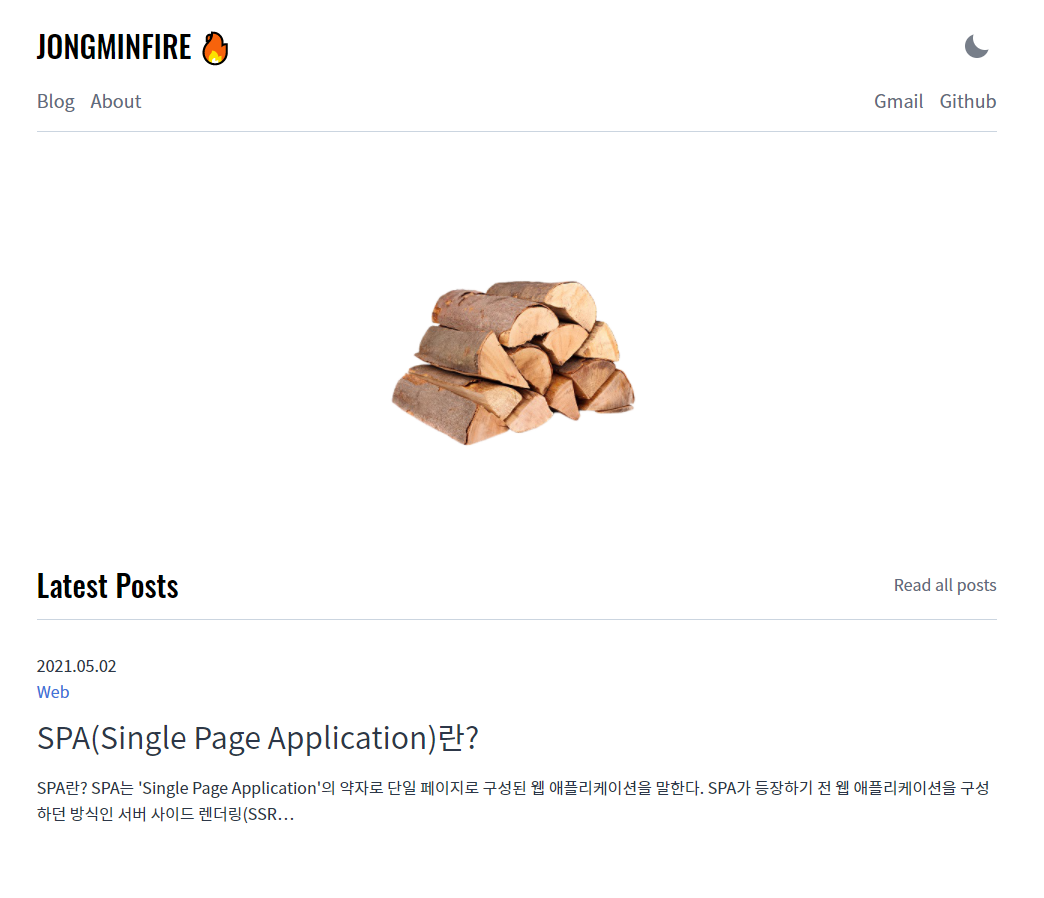 JONGMINFIRE 🔥
Blog About Gmail Github
Latest Posts Read all posts
2021.05.02
Web
SPA(Single Page Application)란?
SPA란? SPA는 'Single Page Application'의 약자로 단일 페이지로 구성된 웹 애플리케이션을 말한다. SPA가 등장하기 전 웹 애플리케이션을 구성
하던 방식인 서버 사이드 렌더링(SSR…